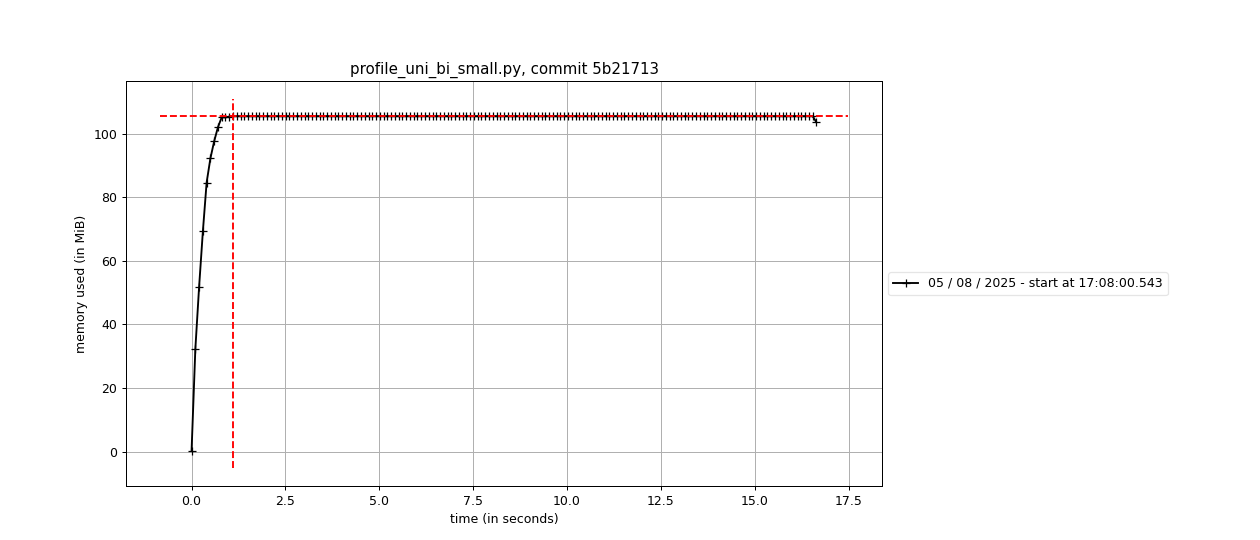 profile_uni_bi_small.py, commit 5b21713
memory used (in MiB)
100
80
60
40
20
0
0.0 2.5 5.0 7.5 10.0 12.5 15.0 17.5
time (in seconds)
05 / 08 / 2025 - start at 17:08:00.543